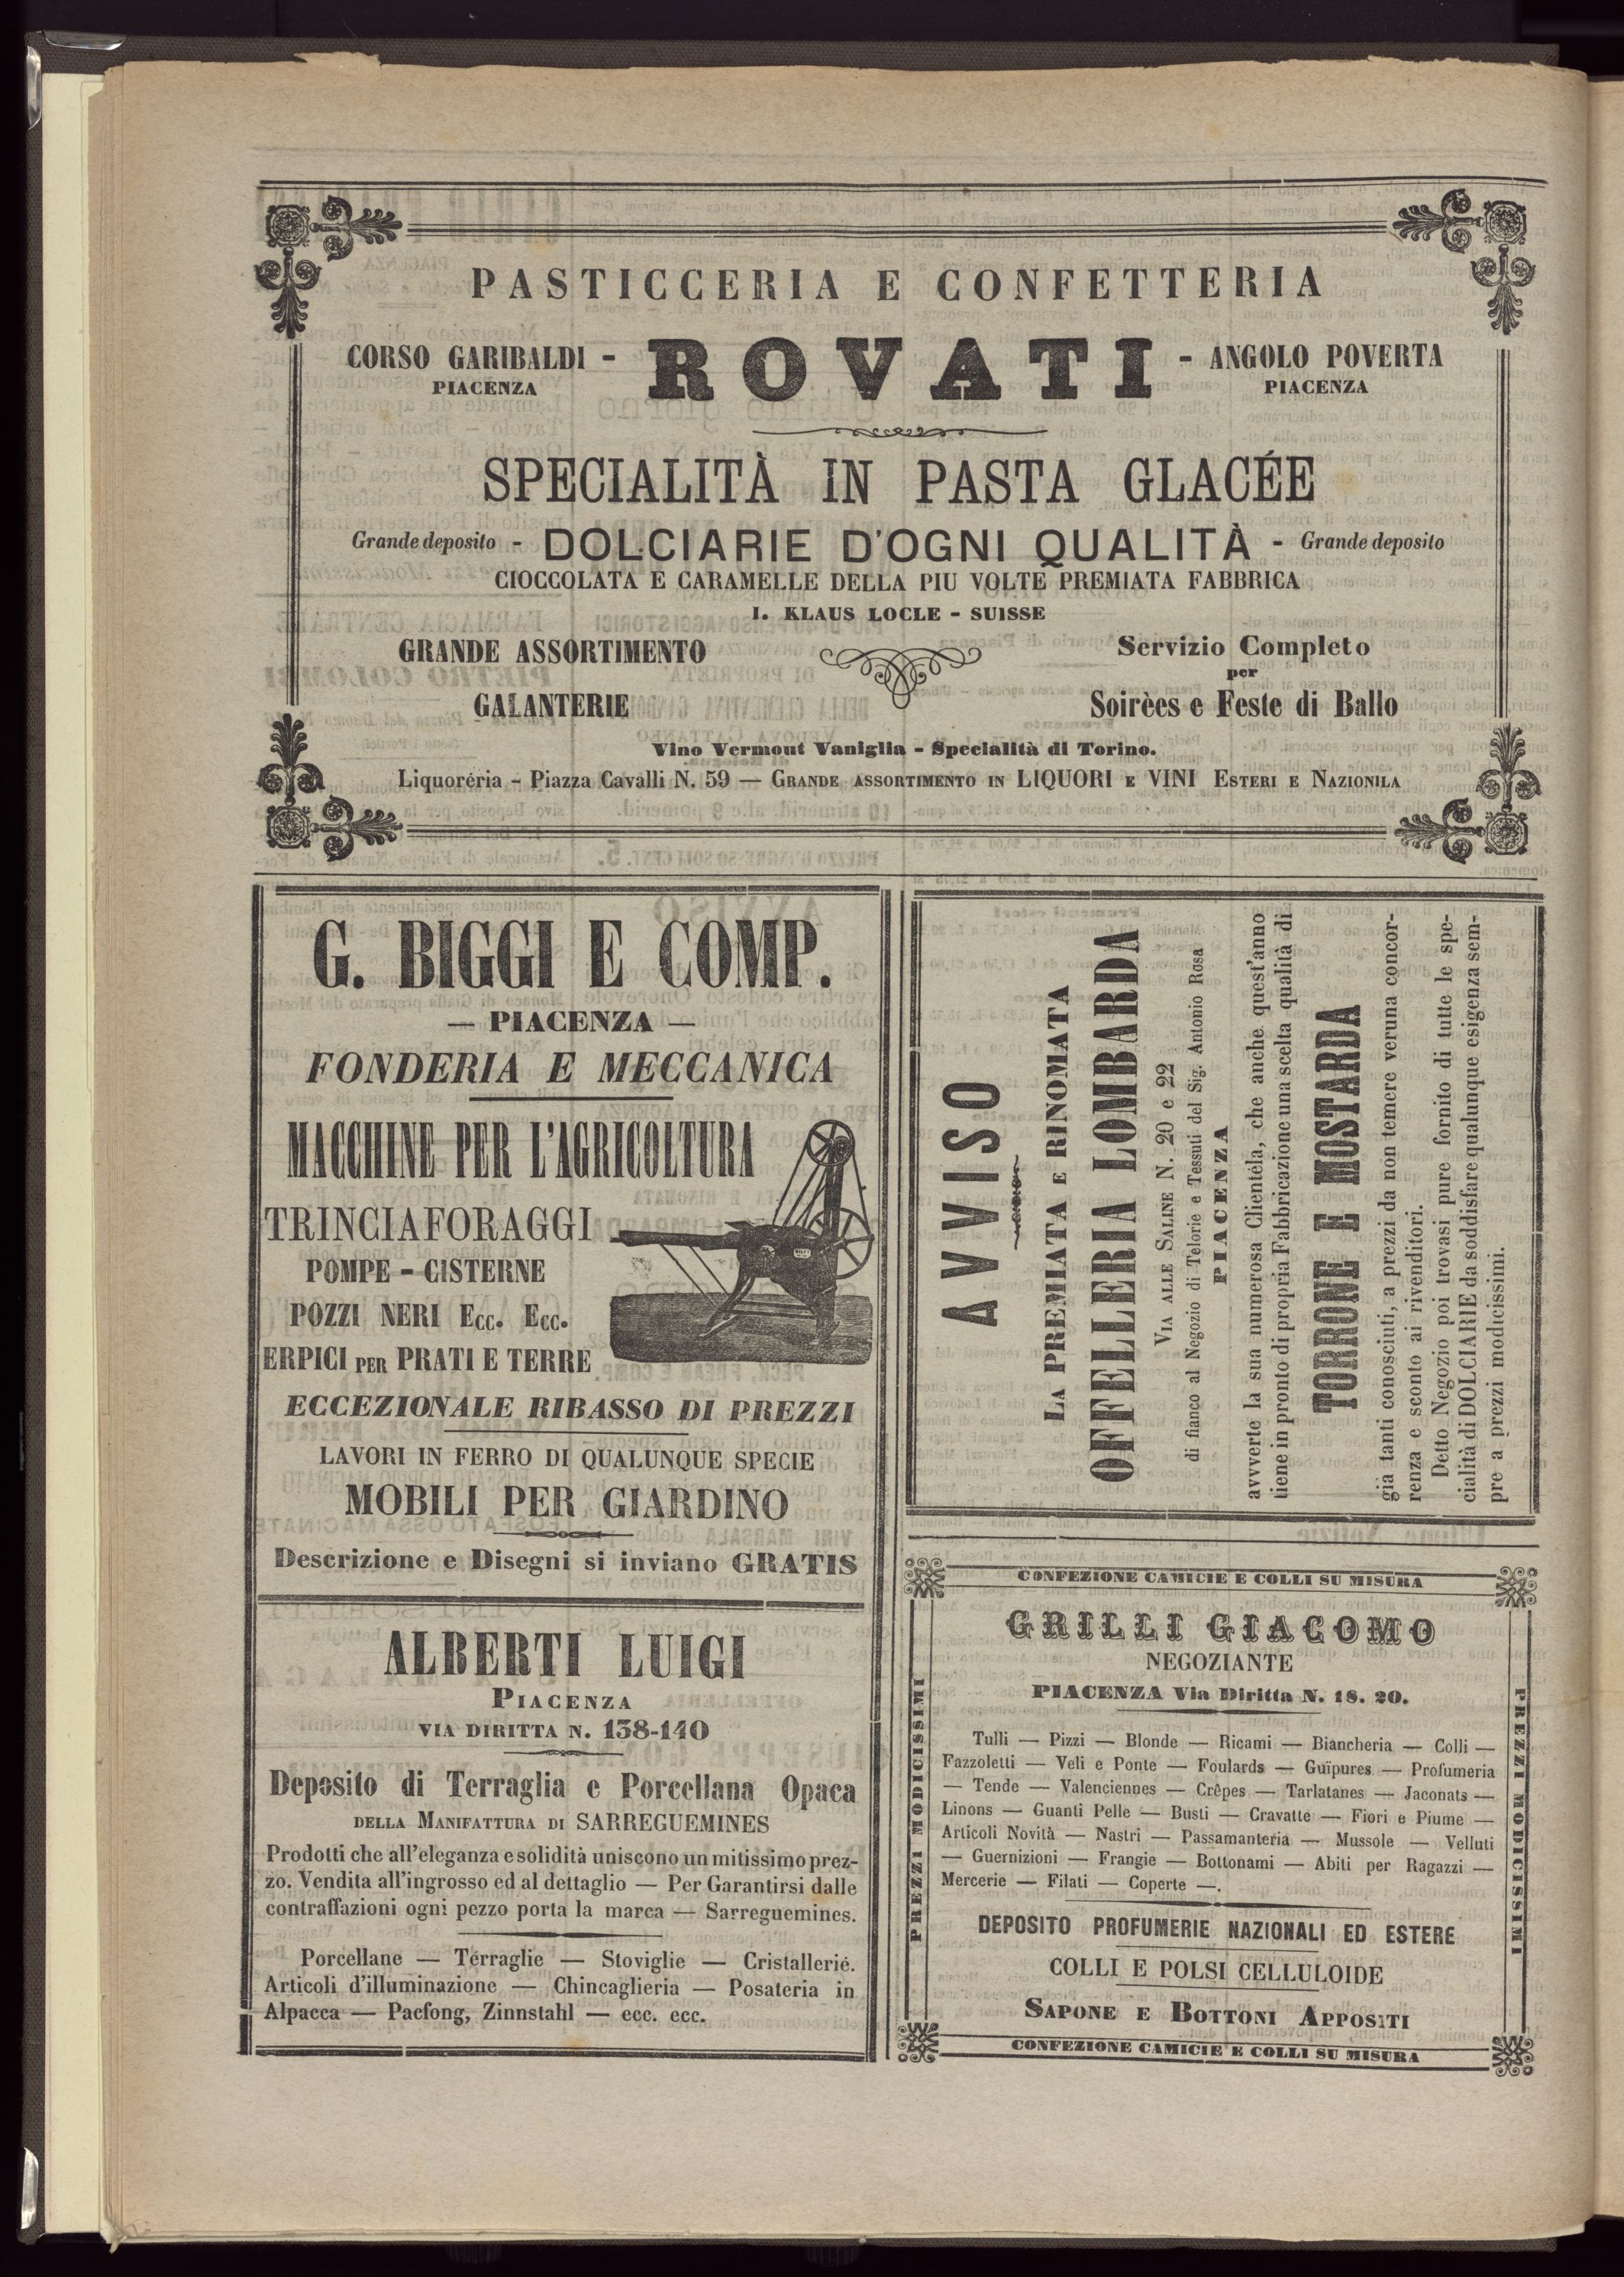 PASTICCERIA E CONFETTERIA
CORSO GARIBALDI - ROVATI - ANGOLO POVERTA
PIACENZA PIACENZA
SPECIALITÀ IN PASTA GLACÉE
Grande deposito - DOLCIARIE D'OGNI QUALITÀ - Grande deposito
CIOCCOLATA E CARAMELLE DELLA PIU VOLTE PREMIATA FABBRICA
I. KLAUS LOCLE - SUISSE
GRANDE ASSORTIMENTO
GALANTERIE
Servizio Completo
per
Soirèes e Feste di Ballo
Vino Vermout Vaniglia - Specialità di Torino.
Liquoréria - Piazza Cavalli N. 59 — GRANDE ASSORTIMENTO IN LIQUORI E VINI ESTERI E NAZIONILA
G. BIGGI E COMP.
— PIACENZA —
FONDERIA E MECCANICA
MACCHINE PER L'AGRICOLTURA
TRINCIAFORAGGI
POMPE - CISTERNE
POZZI NERI ECC. ECC.
ERPICI PER PRATI E TERRE
ECCEZIONALE RIBASSO DI PREZZI
LAVORI IN FERRO DI QUALUNQUE SPECIE
MOBILI PER GIARDINO
Descrizione e Disegni si inviano GRATIS
ALBERTI LUIGI
PIACENZA
VIA DIRITTA N. 138-140
Deposito di Terraglia e Porcellana Opaca
DELLA MANIFATTURA DI SARREGUEMINES
Prodotti che all'eleganza e solidità uniscono un mitissimo prez-
zo. Vendita all'ingrosso ed al dettaglio — Per Garantirsi dalle
contraffazioni ogni pezzo porta la marca — Sarreguemines.
Porcellane — Térraglie — Stoviglie — Cristallerié.
Articoli d'illuminazione — Chincaglieria — Posateria in
Alpacca — Pacfong, Zinnstahl — ecc. ecc.
AVVISO
LA PREMIATA E RINOMATA
OFFELLERIA LOMBARDA
VIA ALLE SALINE N. 20 e 22
di fianco al Negozio di Telorie e Tessuti del Sig. Antonio Rosa
PIACENZA
avvverte la sua numerosa Clientela, che anche quest'anno
tiene in pronto di propria Fabbricazione una scelta qualità di
TORRONE E MOSTARDA
gia tanti conosciuti, a prezzi da non temere veruna concor-
renza e sconto ai rivenditori.
Detto Negozio poi trovasi pure fornito di tutte le spe-
cialità di DOLCIARIE da soddisfare qualunque esigenza sem-
pre a prezzi modicissimi.
CONFEZIONE CAMICIE E COLLI SU MISURA
PREZZI MODICISSIMI
GRILLI GIACOMO
NEGOZIANTE
PIACENZA Via Diritta N. 18. 20.
Tulli — Pizzi — Blonde — Ricami — Biancheria — Colli —
Fazzoletti — Veli e Ponte — Foulards — Guïpures — Profumeria
— Tende — Valenciennes — Crêpes — Tarlatanes — Jaconats —
Linons — Guanti Pelle — Busti — Cravatte — Fiori e Piume —
Articoli Novità — Nastri — Passamanteria — Mussole — Velluti
— Guernizioni — Frangie — Bottonami — Abiti per Ragazzi —
Mercerie — Filati — Coperte —.
DEPOSITO PROFUMERIE NAZIONALI ED ESTERE
COLLI E POLSI CELLULOIDE
SAPONE E BOTTONI APPOSITI
PREZZI MODICISSIMI
CONFEZIONE CAMICIE E COLLI SU MISURA